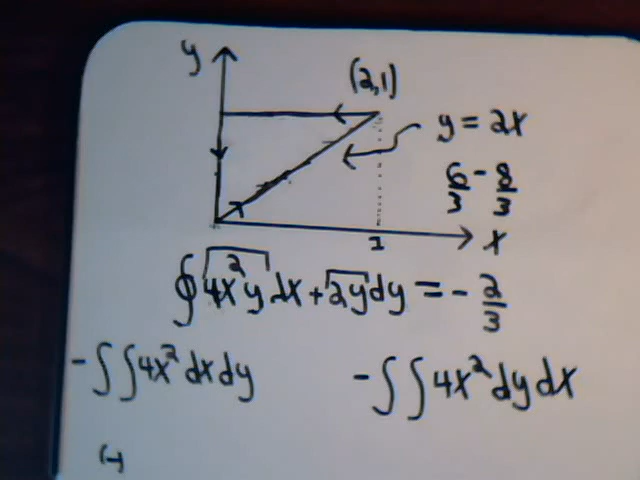 y
(2,1)
y = 2x
6/3 - 8/3
1
x
∮ 4x²y dx + 2y dy = - 2/3
- ∫∫ 4x² dx dy
- ∫∫ 4x² dy dx